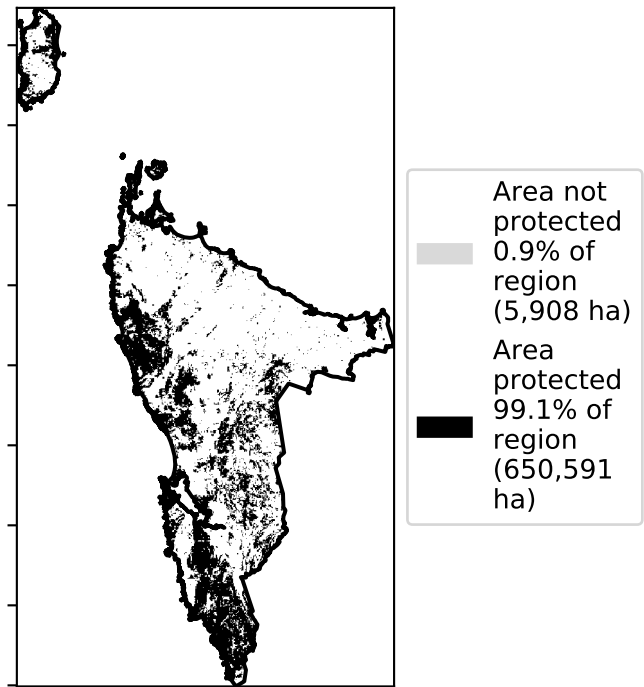 Area not
protected
0.9% of
region
(5,908 ha)
Area
protected
99.1% of
region
(650,591
ha)